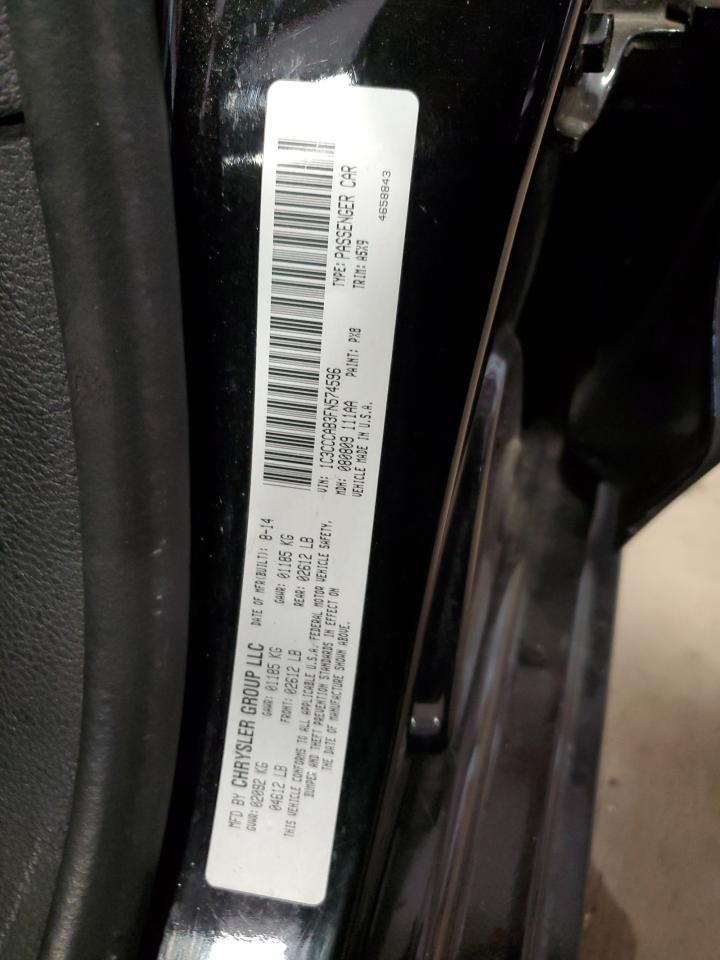 MFD BY CHRYSLER GROUP LLC DATE OF MFR(BUILT): 8-14
GVWR: 02092 KG GAWR: 01185 KG GAWR: 01185 KG
04612 LB FRONT: 02612 LB REAR: 02612 LB
THIS VEHICLE CONFORMS TO ALL APPLICABLE U.S.A. FEDERAL MOTOR VEHICLE SAFETY,
BUMPER AND THEFT PREVENTION STANDARDS IN EFFECT ON
THE DATE OF MANUFACTURE SHOWN ABOVE.
VIN: 1C3CCCAB3FN574596 TYPE: PASSENGER CAR
MDH: 080809 111AA PAINT: PXB TRIM: A5X9
VEHICLE MADE IN U.S.A. 4658843